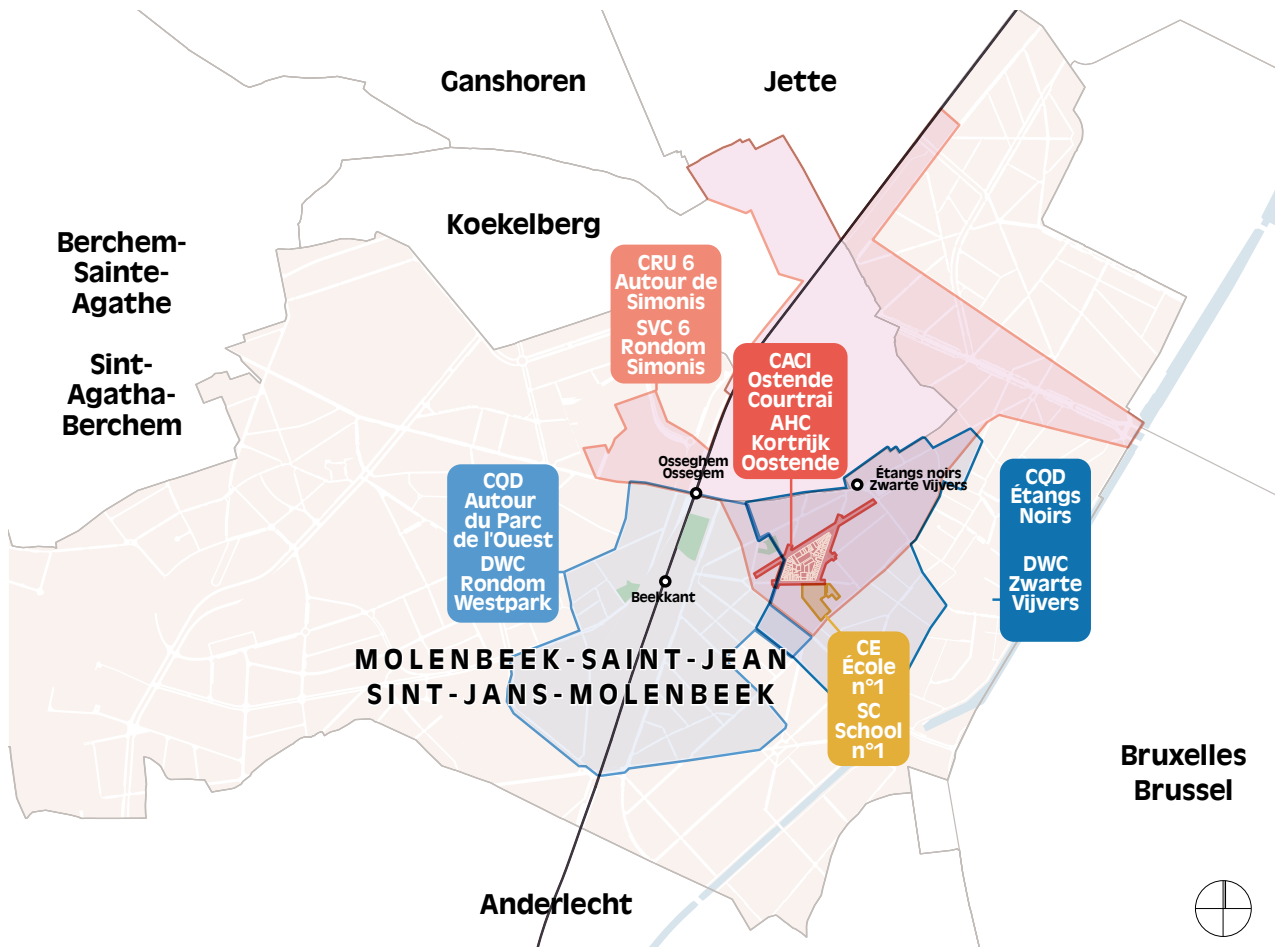 Ganshoren
Jette
Koekelberg
Berchem-
Sainte-
Agathe
Sint-
Agatha-
Berchem
CRU 6
Autour de
Simonis
SVC 6
Rondom
Simonis
CACI
Ostende
Courtrai
AHC
Kortrijk
Oostende
Osseghem
Ossegem
Étangs noirs
Zwarte Vijvers
CQD
Autour
du Parc
de l'Ouest
DWC
Rondom
Westpark
CQD
Étangs
Noirs
DWC
Zwarte
Vijvers
Beekkant
MOLENBEEK-SAINT-JEAN
SINT-JANS-MOLENBEEK
CE
École
n°1
SC
School
n°1
Bruxelles
Brussel
Anderlecht